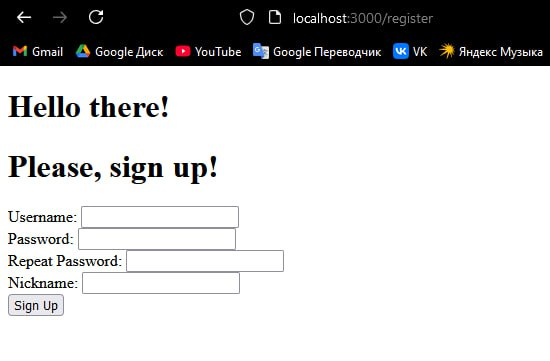 localhost:3000/register
Gmail Google Диск YouTube Google Переводчик VK Яндекс Музыка
Hello there!
Please, sign up!
Username:
Password:
Repeat Password:
Nickname:
Sign Up